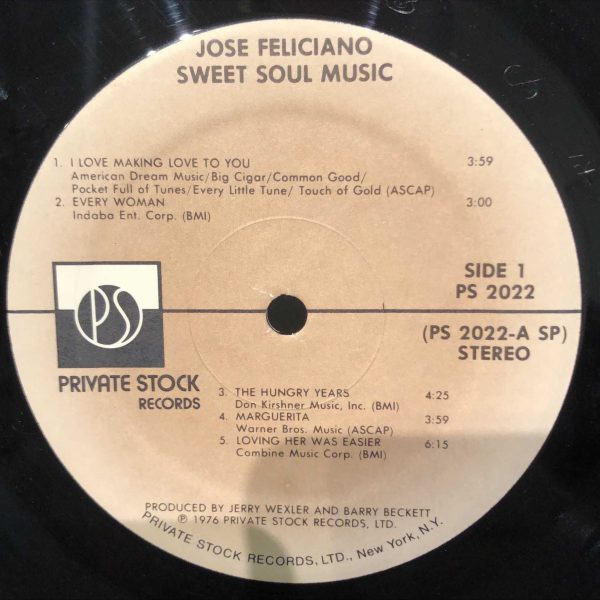 JOSE FELICIANO
SWEET SOUL MUSIC
1. I LOVE MAKING LOVE TO YOU 3:59
American Dream Music/Big Cigar/Common Good/
Pocket Full of Tunes/Every Little Tune/ Touch of Gold (ASCAP)
2. EVERY WOMAN 3:00
Indaba Ent. Corp. (BMI)
PS
PRIVATE STOCK
RECORDS
SIDE 1
PS 2022
(PS 2022-A SP)
STEREO
3. THE HUNGRY YEARS 4:25
Don Kirshner Music, Inc. (BMI)
4. MARGUERITA 3:59
Warner Bros. Music (ASCAP)
5. LOVING HER WAS EASIER 6:15
Combine Music Corp. (BMI)
PRODUCED BY JERRY WEXLER AND BARRY BECKETT
℗ 1976 PRIVATE STOCK RECORDS, LTD.
PRIVATE STOCK RECORDS, LTD., New York, N.Y.